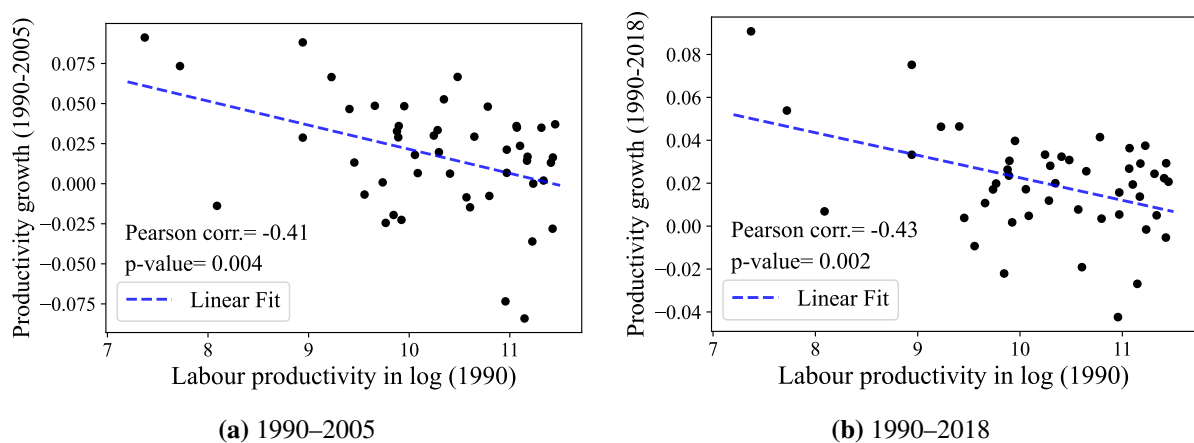 Productivity growth (1990-2005)
0.075
0.050
0.025
0.000
−0.025
−0.050
−0.075
Pearson corr.= -0.41
p-value= 0.004
Linear Fit
7 8 9 10 11
Labour productivity in log (1990)
(a) 1990–2005
Productivity growth (1990-2018)
0.08
0.06
0.04
0.02
0.00
−0.02
−0.04
Pearson corr.= -0.43
p-value= 0.002
Linear Fit
7 8 9 10 11
Labour productivity in log (1990)
(b) 1990–2018